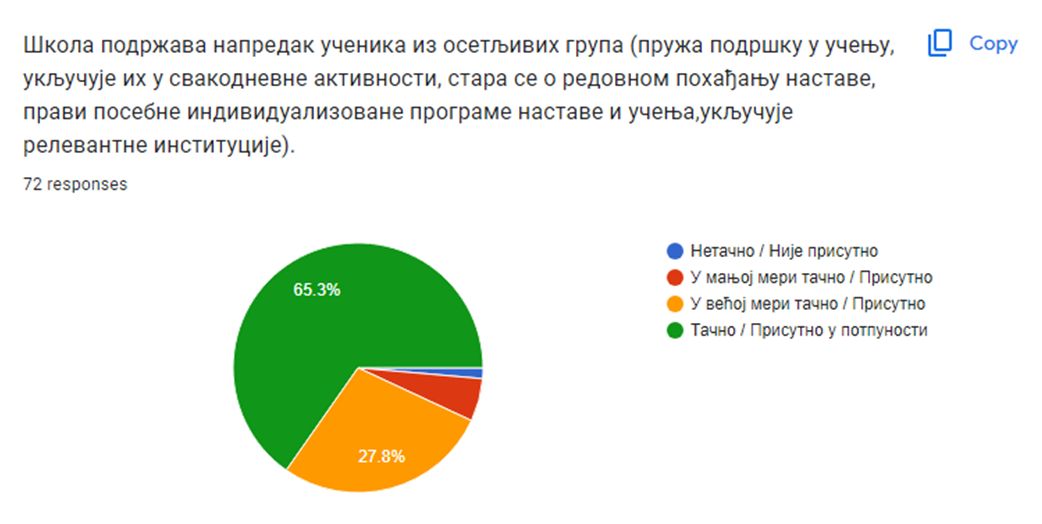 Школа подржава напредак ученика из осетљивих група (пружа подршку у учењу,
укључује их у свакодневне активности, стара се о редовном похађању наставе,
прави посебне индивидуализоване програме наставе и учења,укључује
релевантне институције).
Copy
72 responses
65.3%
27.8%
Нетачно / Није присутно
У мањој мери тачно / Присутно
У већој мери тачно / Присутно
Тачно / Присутно у потпуности